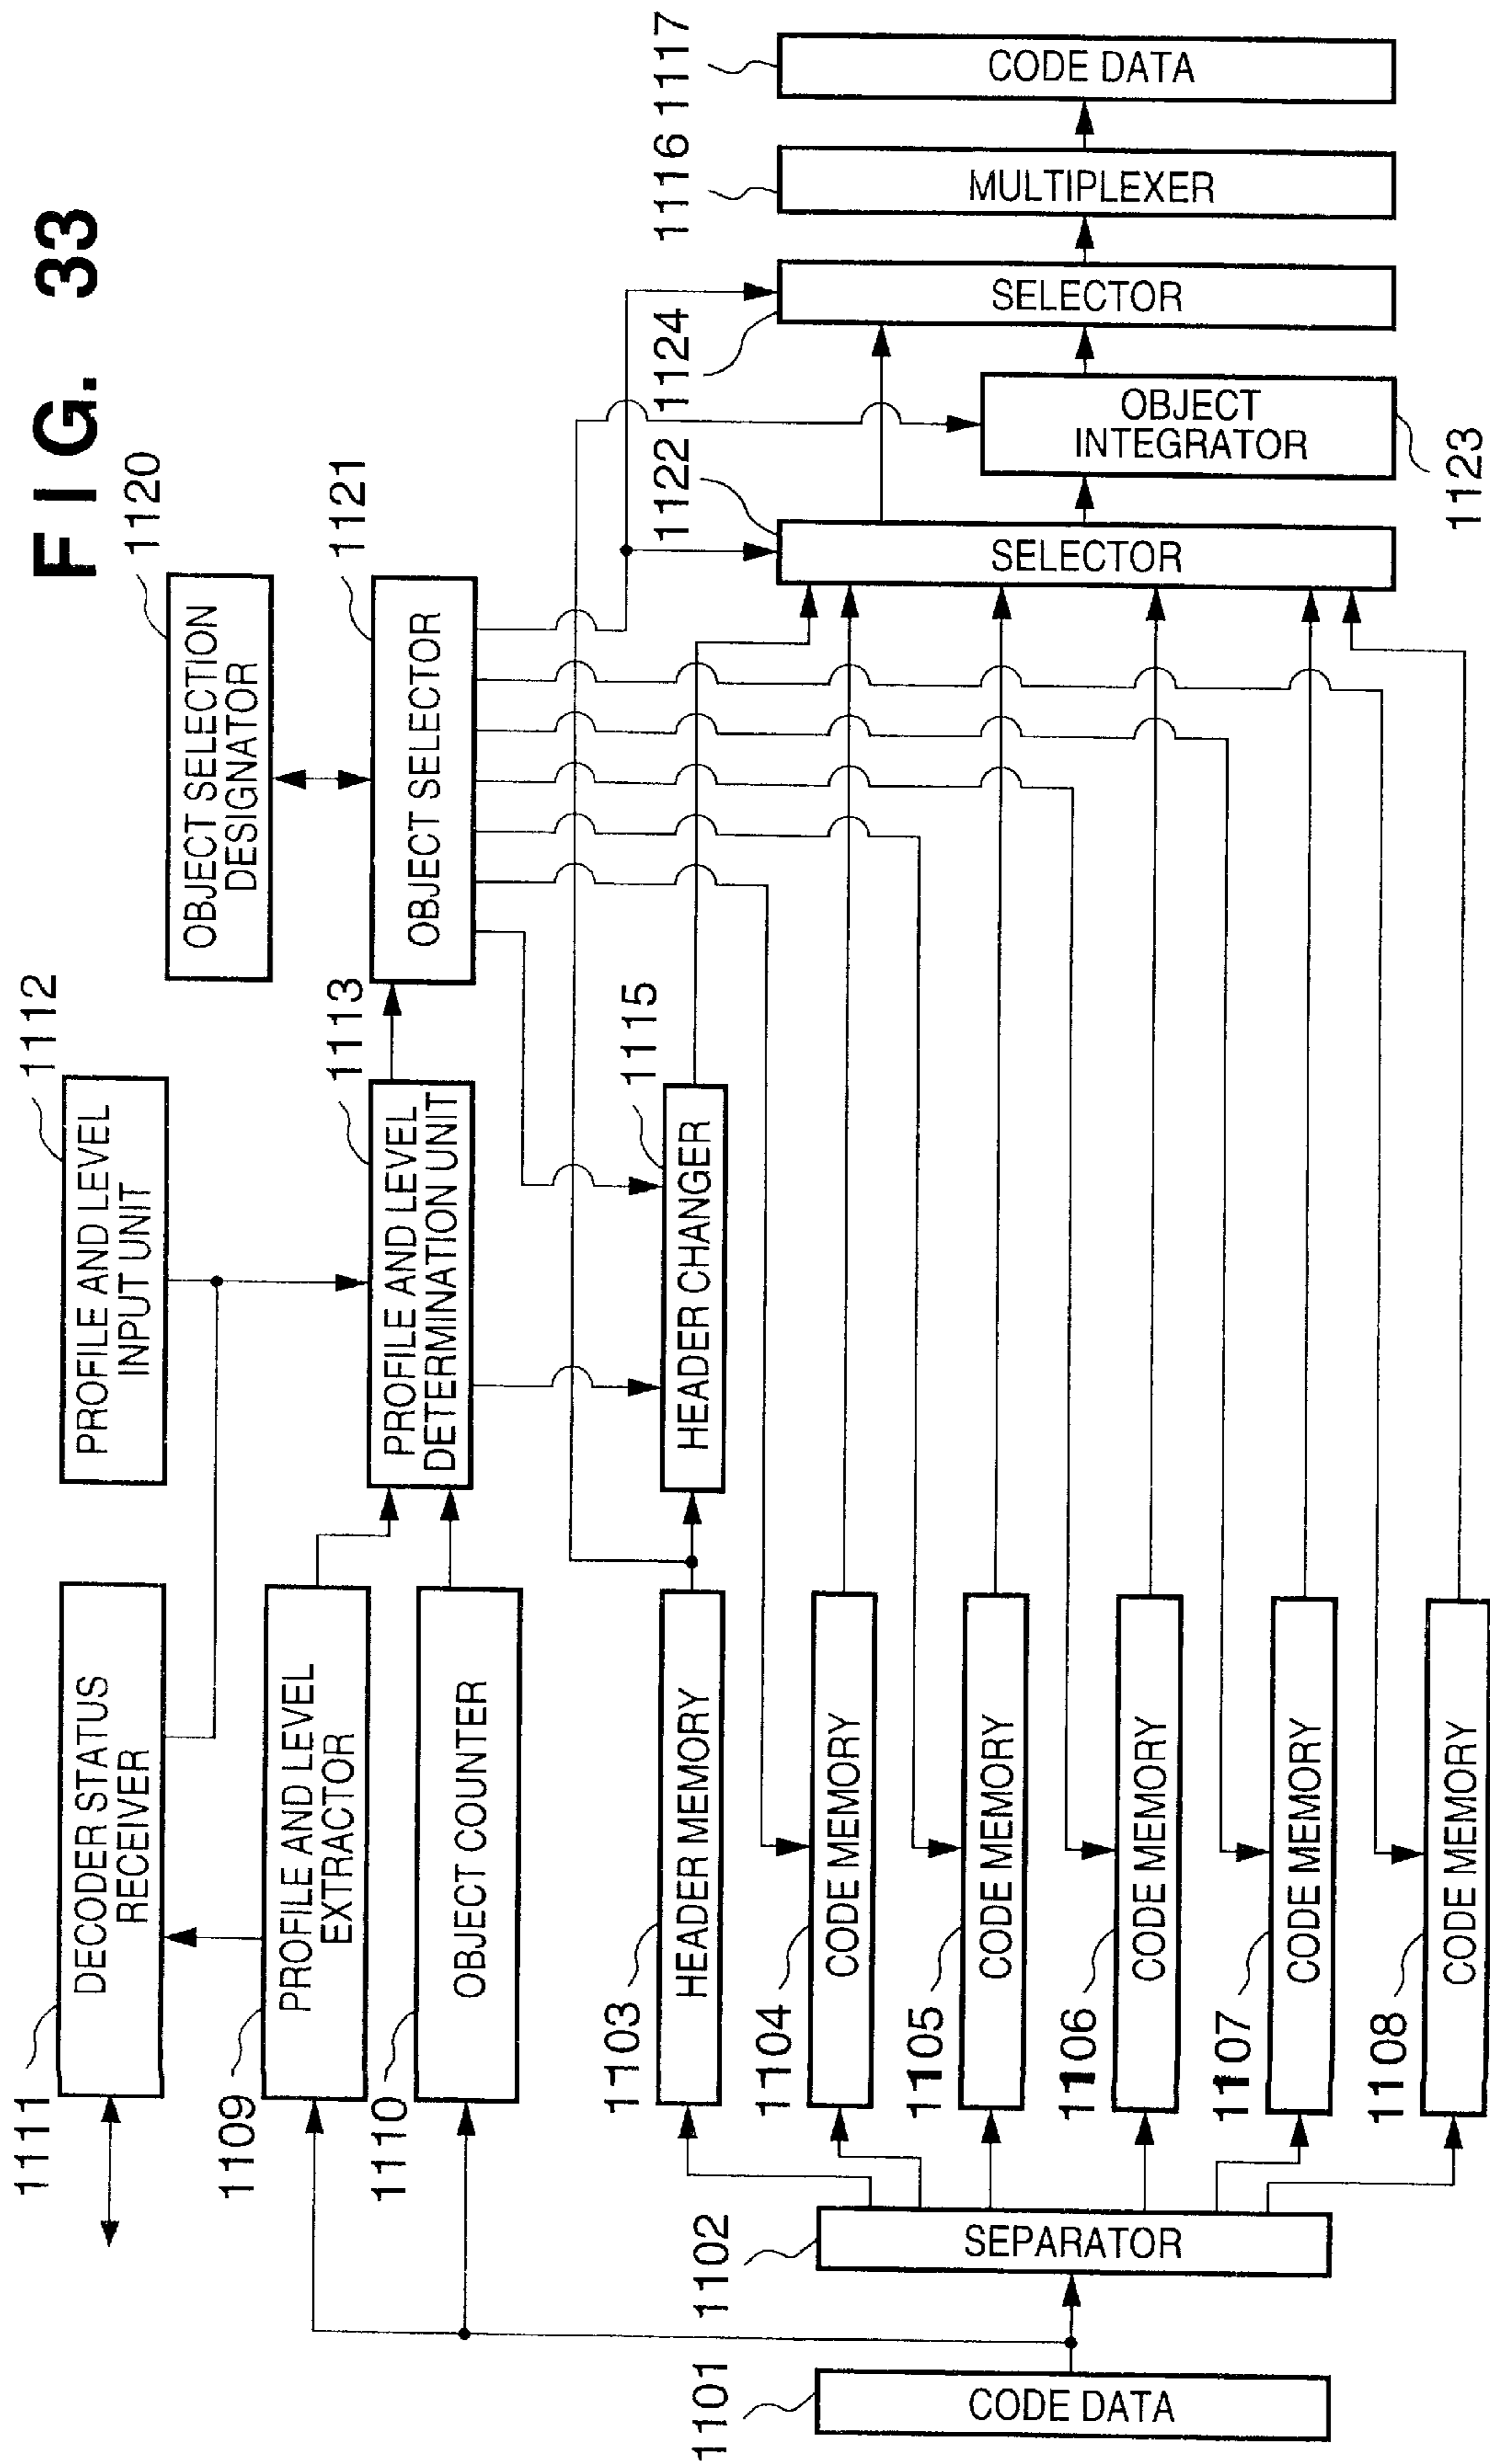 FIG. 33
1111
DECODER STATUS
RECEIVER
1112
PROFILE AND LEVEL
INPUT UNIT
1120
OBJECT SELECTION
DESIGNATOR
1109
PROFILE AND LEVEL
EXTRACTOR
1110
OBJECT COUNTER
1113
PROFILE AND LEVEL
DETERMINATION UNIT
1121
OBJECT SELECTOR
1103
HEADER MEMORY
1115
HEADER CHANGER
1104
CODE MEMORY
1105
CODE MEMORY
1106
CODE MEMORY
1107
CODE MEMORY
1108
CODE MEMORY
1101
CODE DATA
1102
SEPARATOR
1122
SELECTOR
OBJECT
INTEGRATOR
1123
1124
SELECTOR
1116
MULTIPLEXER
1117
CODE DATA